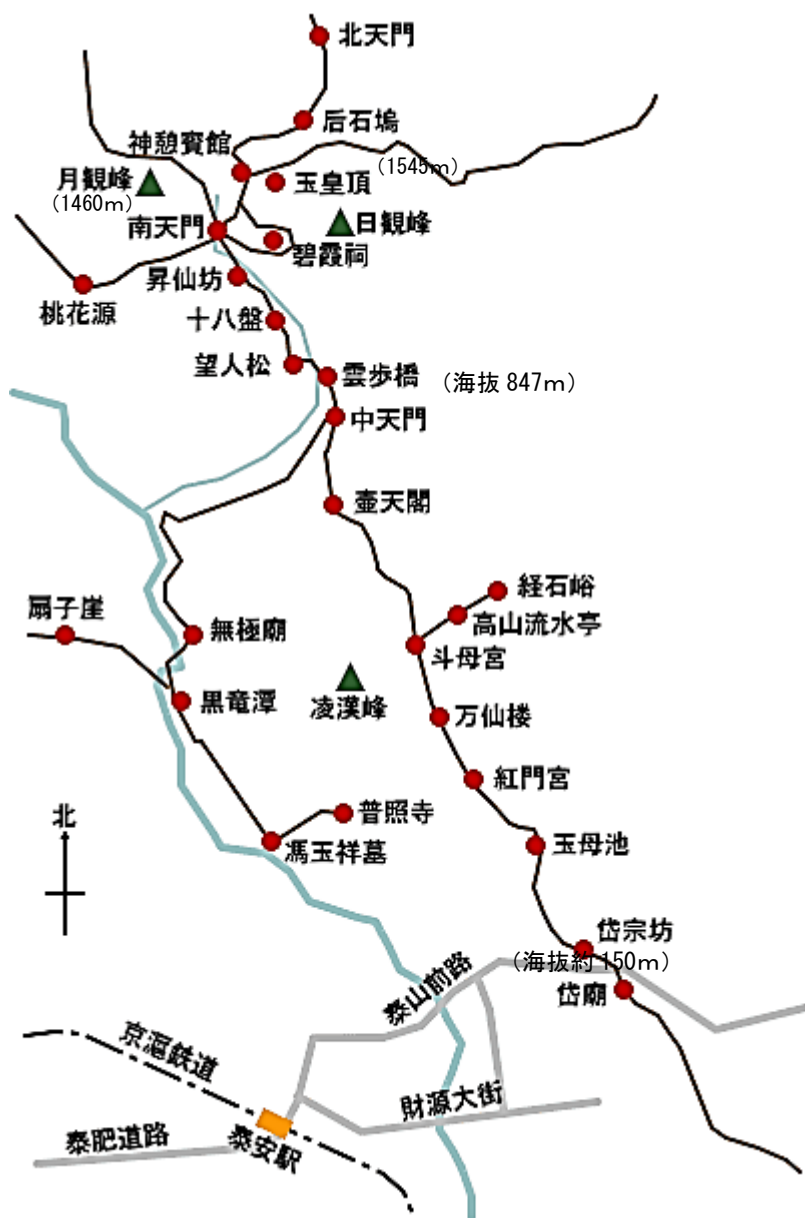 北天門
后石塢
神憩賓館
(1545m)
月観峰
(1460m)
玉皇頂
南天門
日観峰
碧霞祠
昇仙坊
桃花源
十八盤
望人松
雲歩橋
(海抜 847m)
中天門
壺天閣
経石峪
扇子崖
高山流水亭
無極廟
斗母宮
黒竜潭
凌漢峰
万仙楼
紅門宮
北
普照寺
馮玉祥墓
玉母池
岱宗坊
(海抜約 150m)
泰山前路
岱廟
京滬鉄道
財源大街
泰肥道路
泰安駅